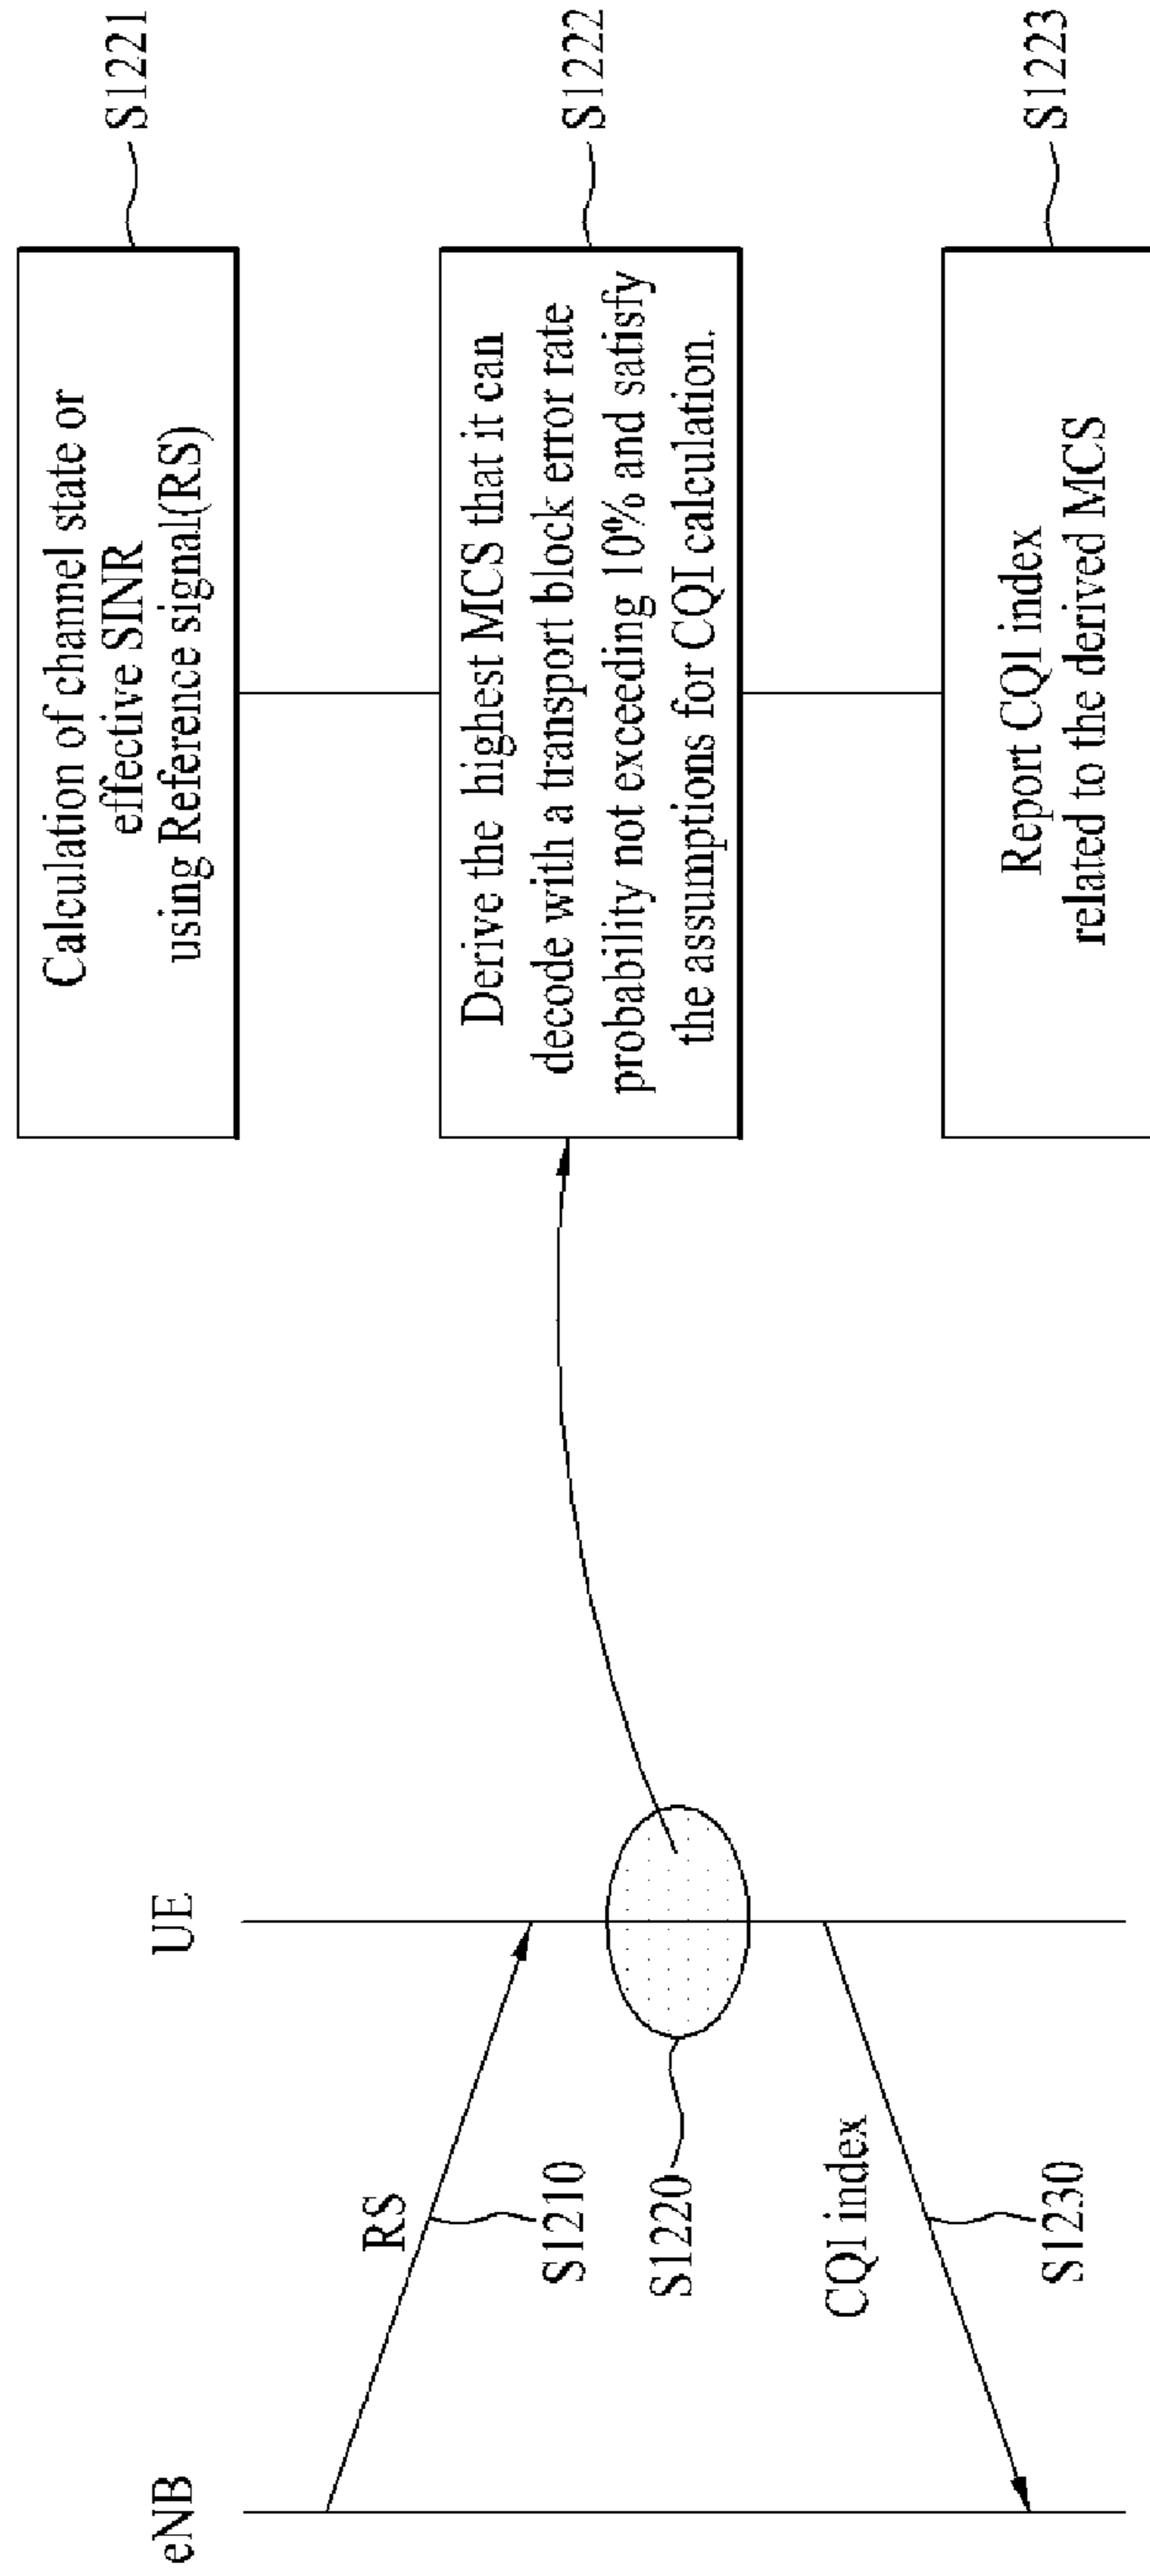 eNB
UE
RS
S1210
S1220
CQI index
S1230
Calculation of channel state or
effective SINR
using Reference signal(RS)
S1221
Derive the highest MCS that it can
decode with a transport block error rate
probability not exceeding 10% and satisfy
the assumptions for CQI calculation.
S1222
Report CQI index
related to the derived MCS
S1223